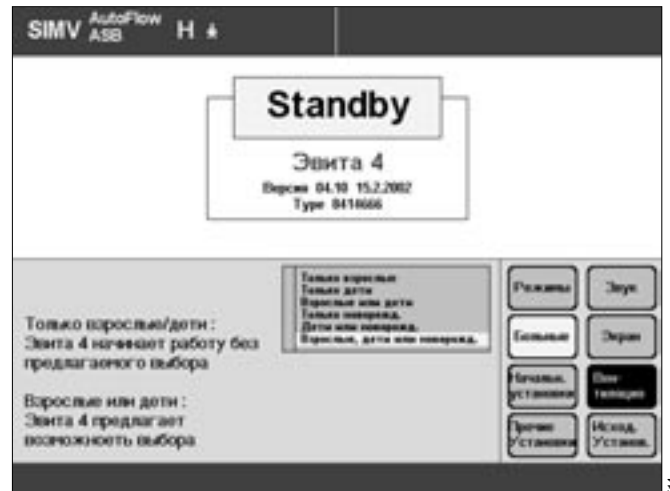 SIMV AutoFlow
ASB
H
Standby
Эвита 4
Версия 04.10 15.2.2002
Type 8414666
Только взрослые
Только дети
Взрослые или дети
Только новорожд.
Дети или новорожд.
Взрослые, дети или новорожд.
Только взрослые/дети :
Эвита 4 начинает работу без
предлагаемого выбора
Взрослые или дети :
Эвита 4 предлагает
возможность выбора
Режимы
Звук
Больные
Экран
Начальн.
установки
Вен-
тиляция
Прочие
Установки
Исход.
Установ.